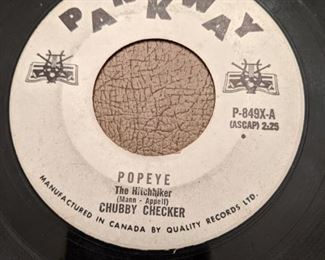 PARKWAY
P-849X-A
(ASCAP) 2:25
POPEYE
The Hitchhiker
(Mann - Appell)
CHUBBY CHECKER
MANUFACTURED IN CANADA BY QUALITY RECORDS LTD.